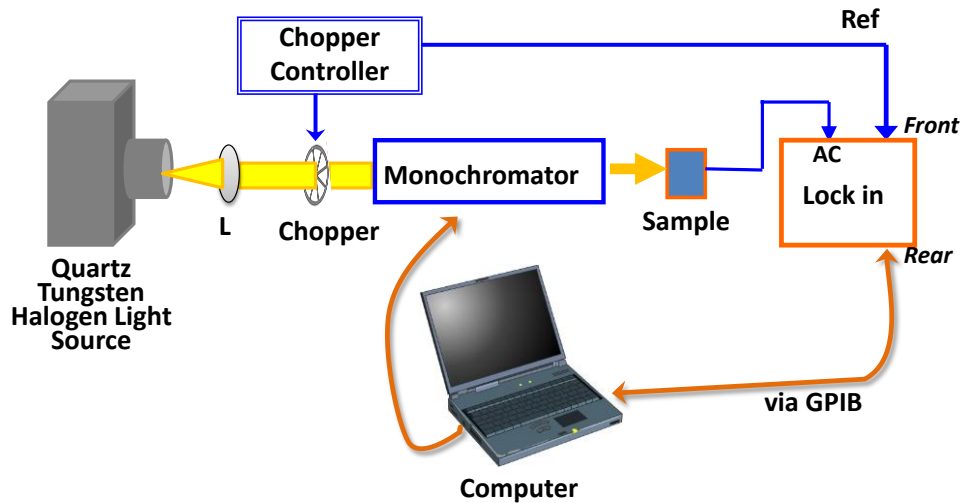 Chopper
Controller
Ref
Front
AC
Lock in
Rear
Monochromator
L
Chopper
Sample
Quartz
Tungsten
Halogen Light
Source
via GPIB
Computer